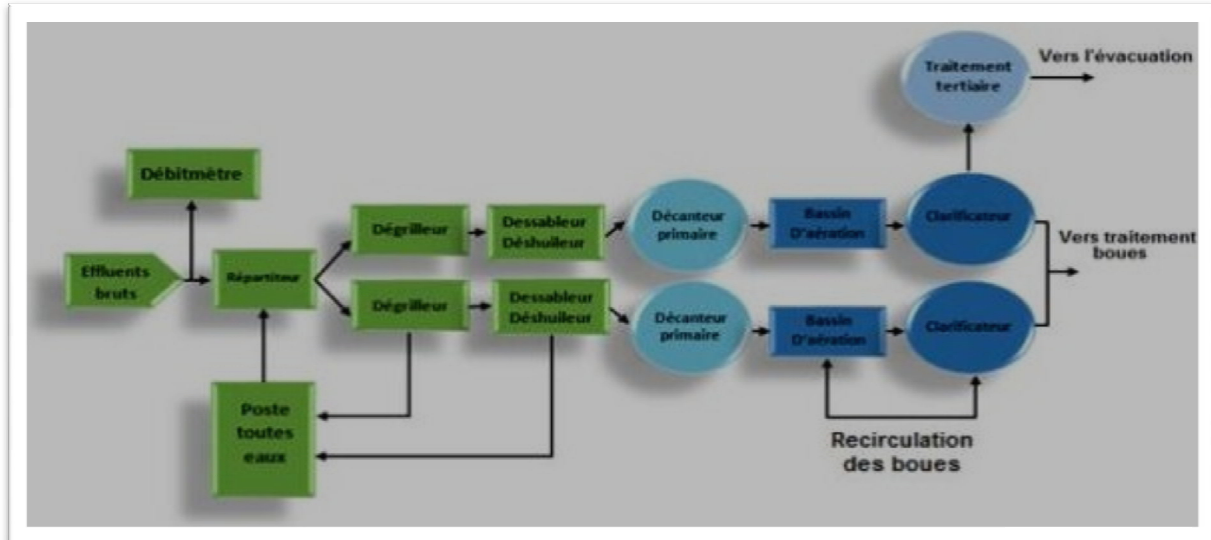 Traitement
tertiaire
Vers l'évacuation
Débitmètre
Effluents
bruts
Répartiteur
Dégrilleur
Dessableur
Déshuileur
Décanteur
primaire
Bassin
D'aération
Clarificateur
Vers traitement
boues
Dégrilleur
Dessableur
Déshuileur
Décanteur
primaire
Bassin
D'aération
Clarificateur
Poste
toutes
eaux
Recirculation
des boues